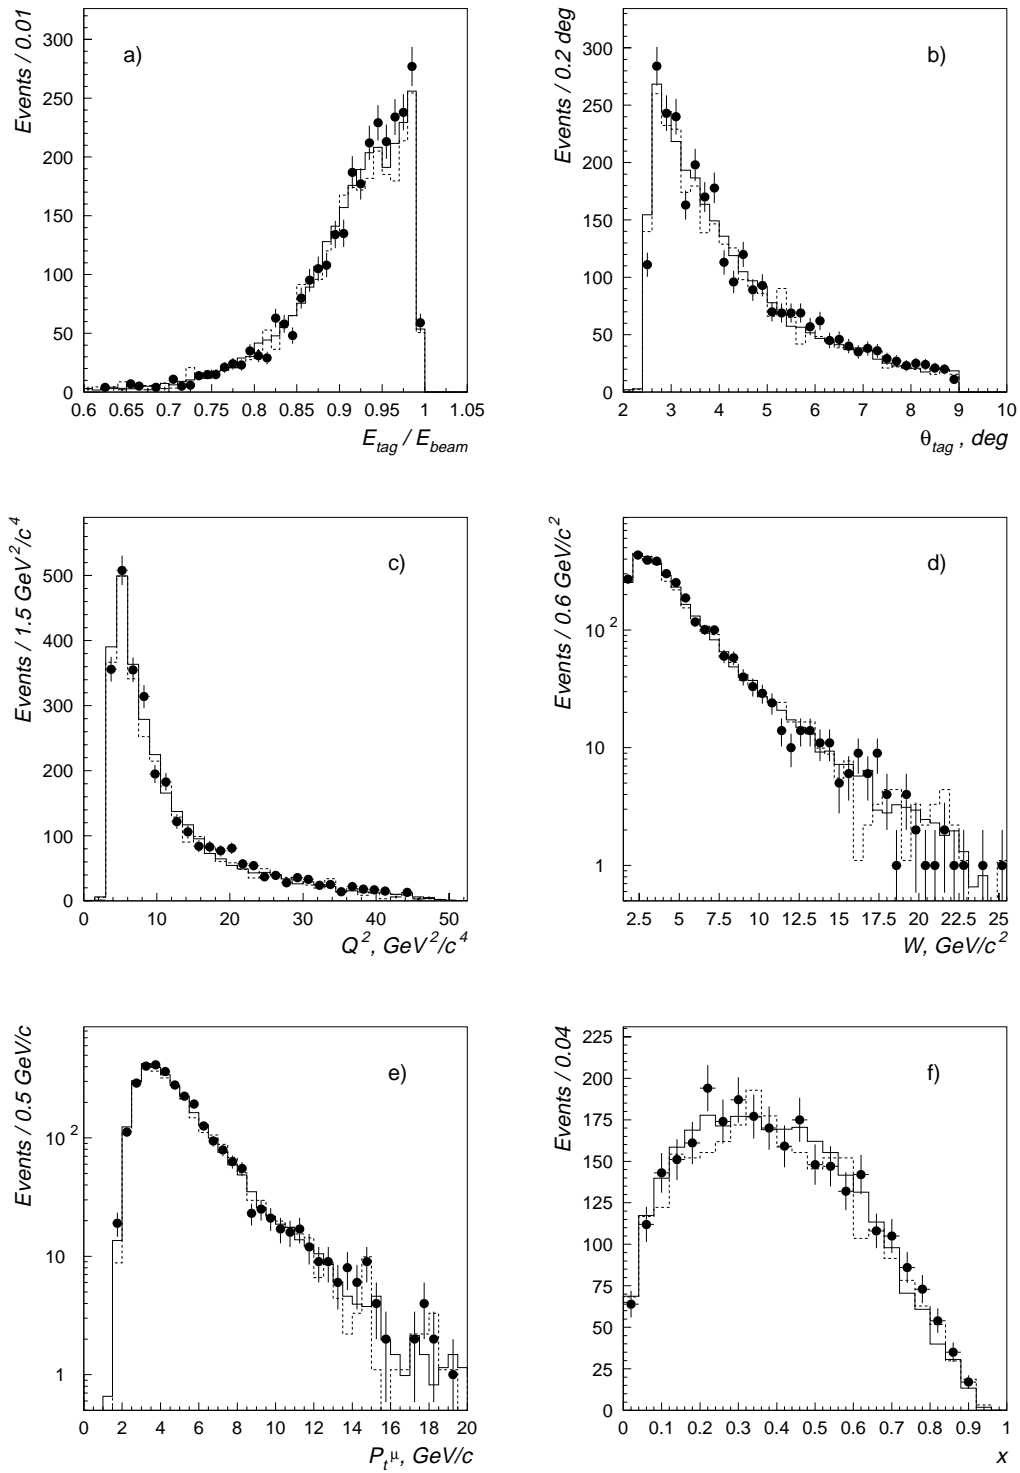 Events / 0.01
a)
300
250
200
150
100
50
0
0.6 0.65 0.7 0.75 0.8 0.85 0.9 0.95 1 1.05
E_tag / E_beam
Events / 0.2 deg
b)
300
250
200
150
100
50
0
2 3 4 5 6 7 8 9 10
θ_tag , deg
Events / 1.5 GeV²/c⁴
c)
500
400
300
200
100
0
0 10 20 30 40 50
Q², GeV²/c⁴
Events / 0.6 GeV/c²
d)
10²
10
1
2.5 5 7.5 10 12.5 15 17.5 20 22.5 25
W, GeV/c²
Events / 0.5 GeV/c
e)
10²
10
1
0 2 4 6 8 10 12 14 16 18 20
P_t^μ, GeV/c
Events / 0.04
f)
225
200
175
150
125
100
75
50
25
0
0 0.1 0.2 0.3 0.4 0.5 0.6 0.7 0.8 0.9 1
x